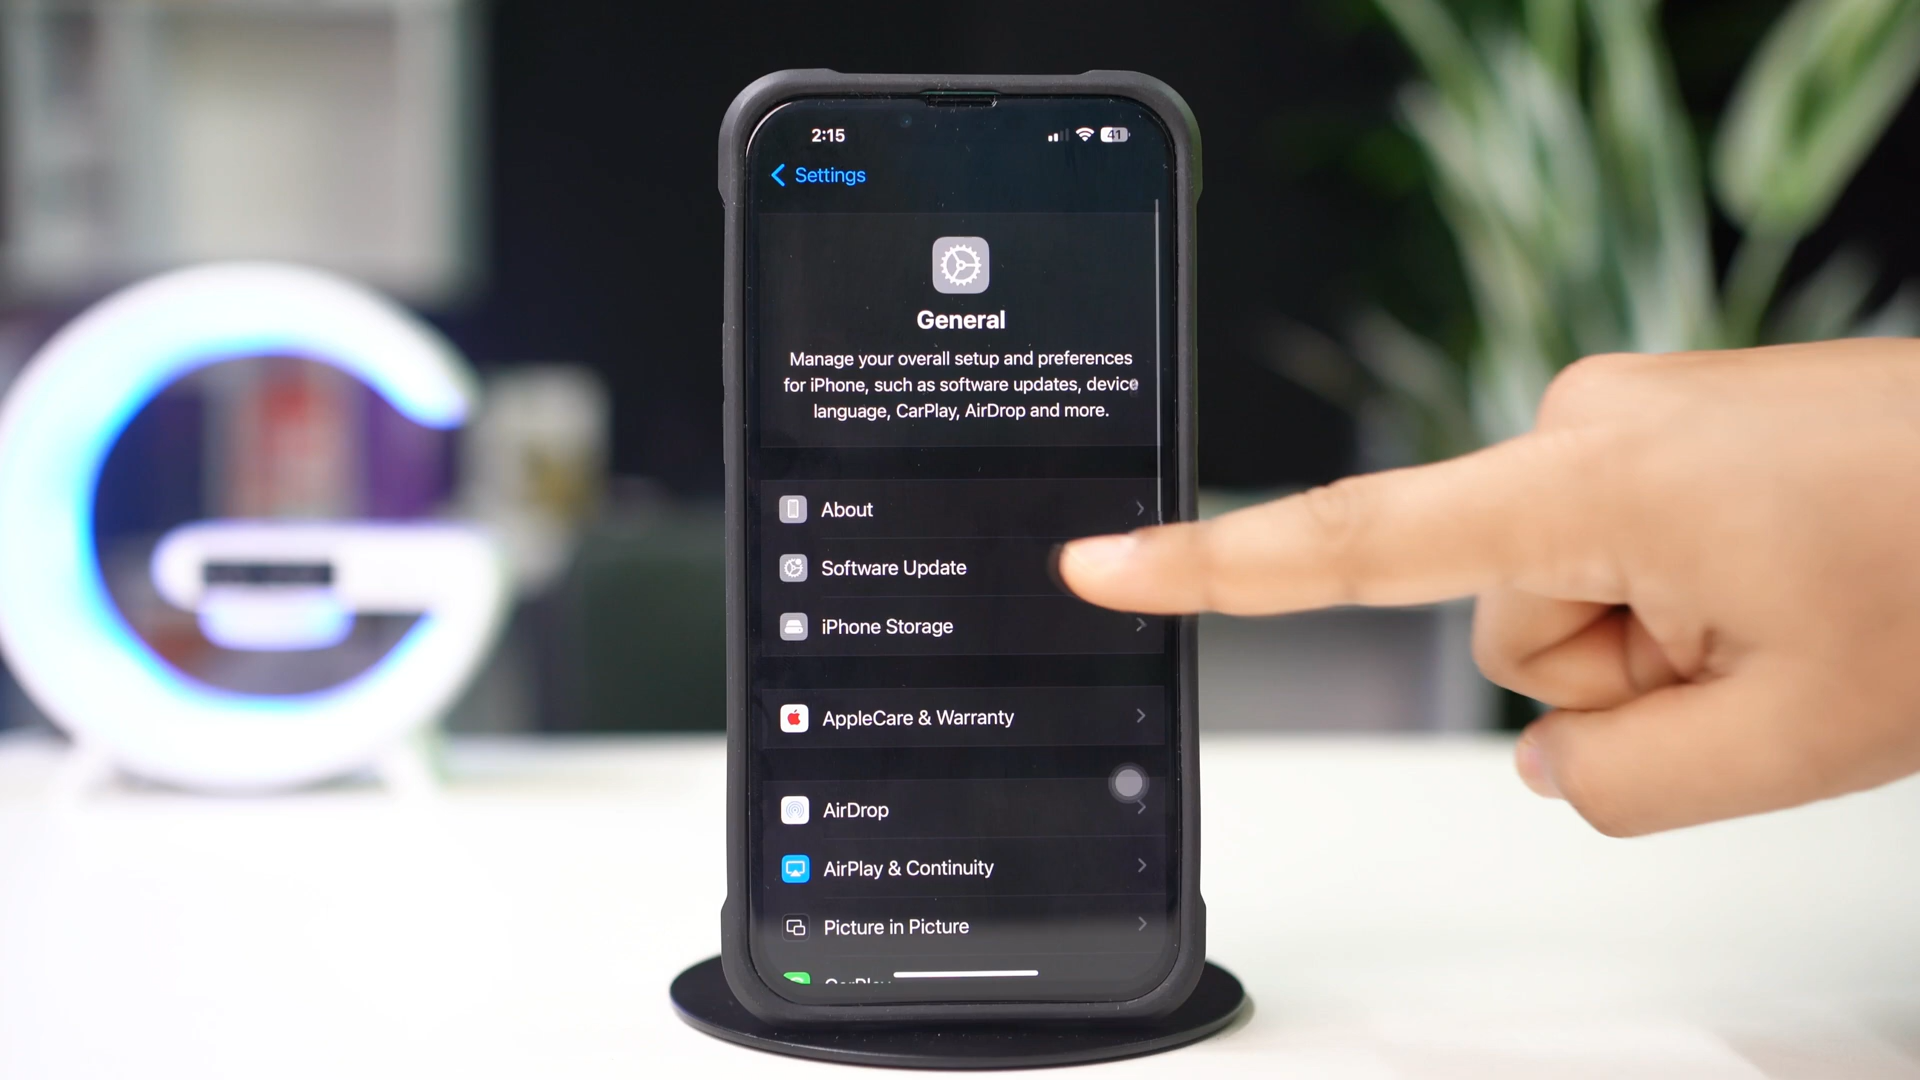 2:15
41
Settings
General
Manage your overall setup and preferences
for iPhone, such as software updates, device
language, CarPlay, AirDrop and more.
About
Software Update
iPhone Storage
AppleCare & Warranty
AirDrop
AirPlay & Continuity
Picture in Picture
CarPlay